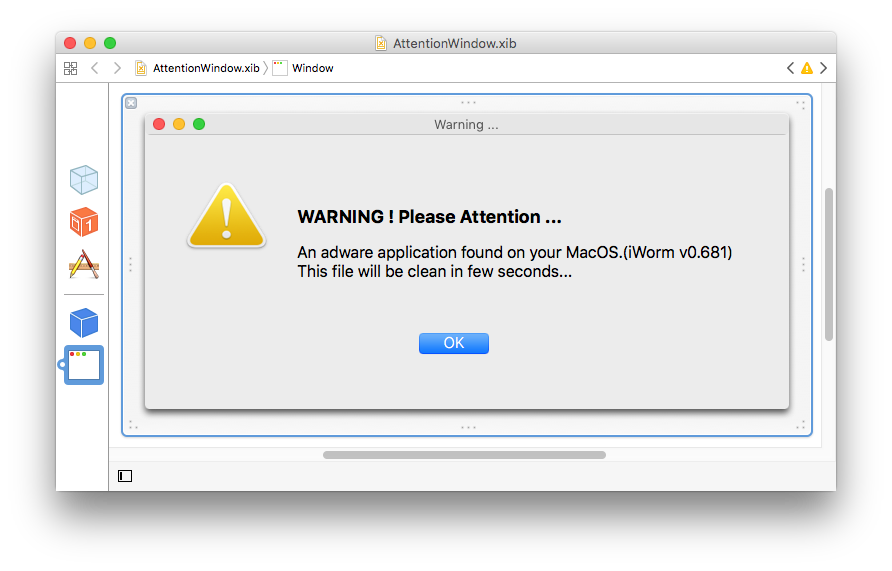 AttentionWindow.xib
AttentionWindow.xib Window
Warning ...
WARNING ! Please Attention ...
An adware application found on your MacOS.(iWorm v0.681)
This file will be clean in few seconds...
OK